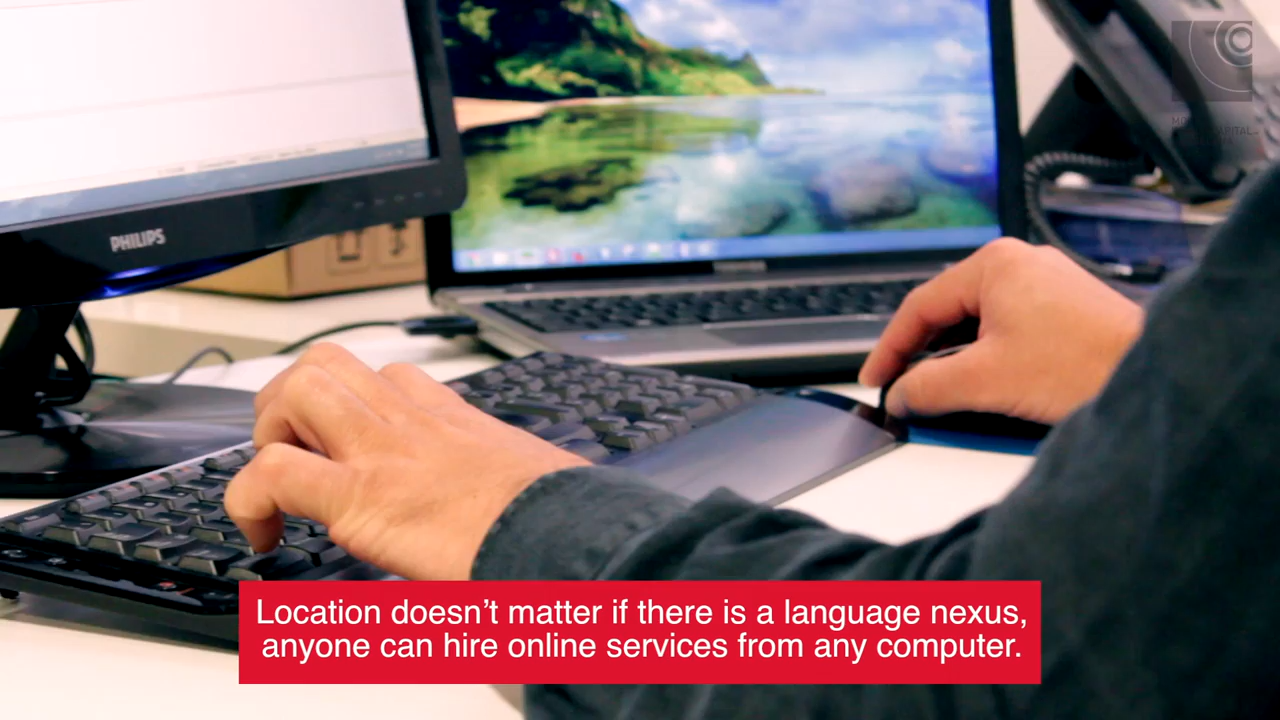 PHILIPS
Location doesn’t matter if there is a language nexus,
anyone can hire online services from any computer.